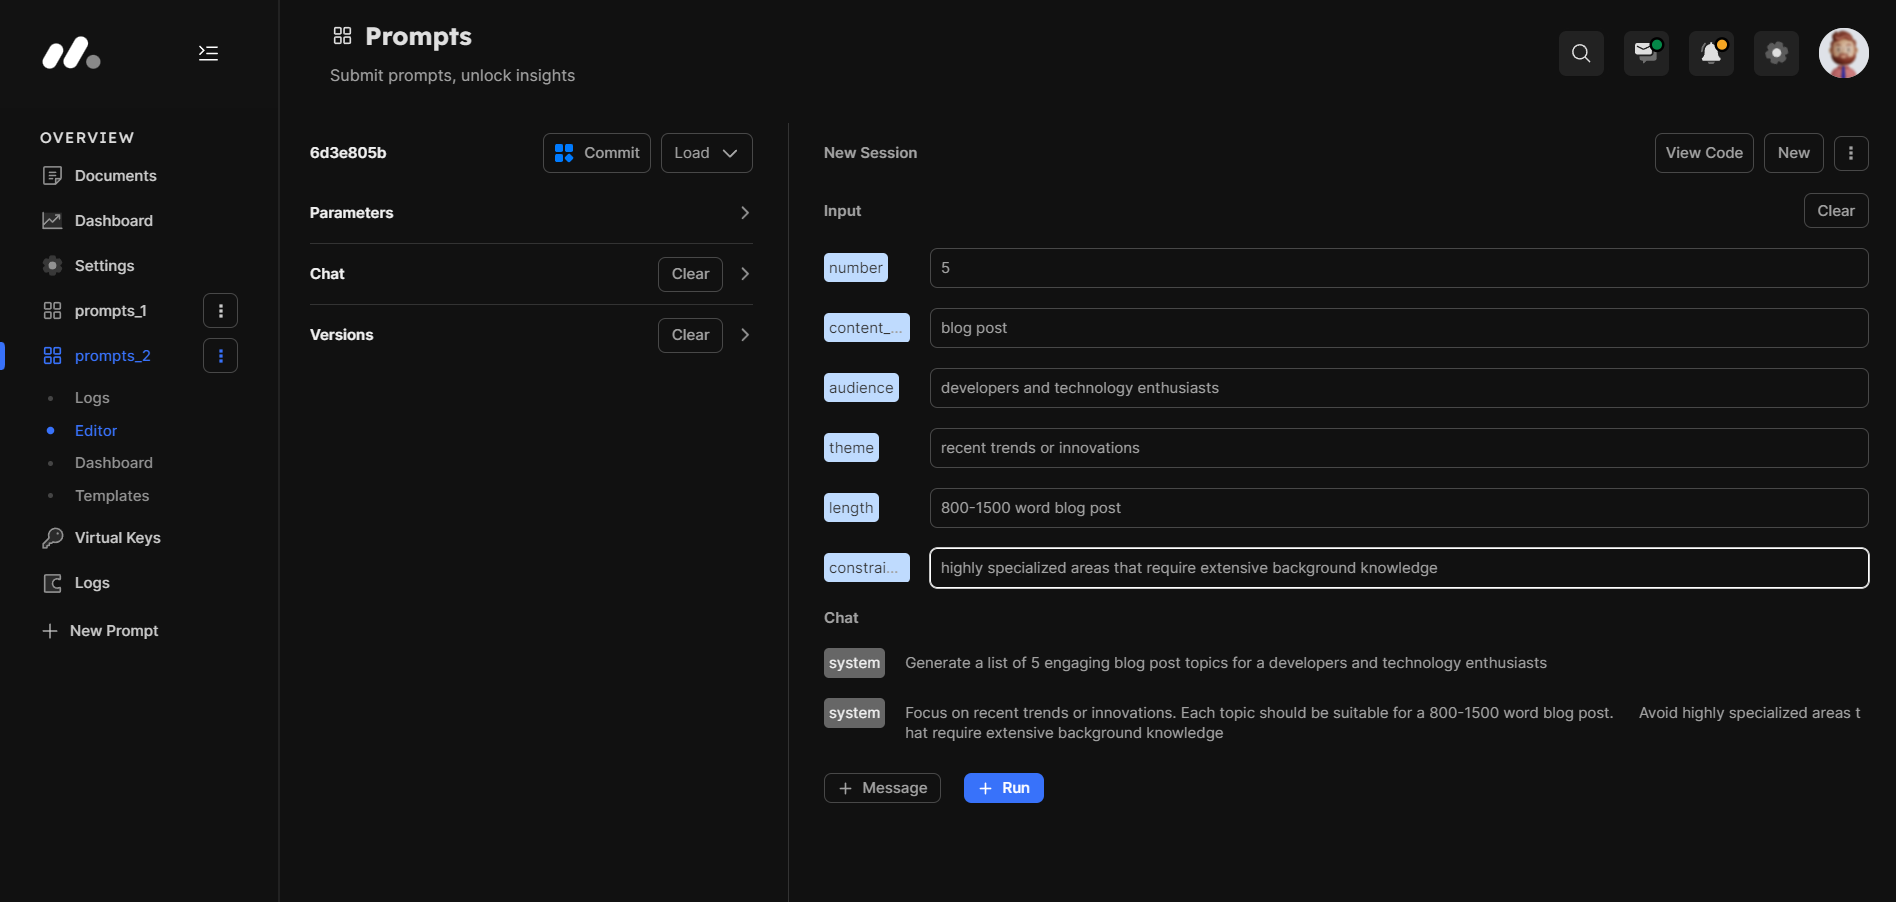 Prompts
Submit prompts, unlock insights
OVERVIEW
Documents
Dashboard
Settings
prompts_1
prompts_2
Logs
Editor
Dashboard
Templates
Virtual Keys
Logs
New Prompt
6d3e805b
Commit
Load
Parameters
Chat
Clear
Versions
Clear
New Session
View Code
New
Input
Clear
number
5
content_...
blog post
audience
developers and technology enthusiasts
theme
recent trends or innovations
length
800-1500 word blog post
constrai...
highly specialized areas that require extensive background knowledge
Chat
system
Generate a list of 5 engaging blog post topics for a developers and technology enthusiasts
system
Focus on recent trends or innovations. Each topic should be suitable for a 800-1500 word blog post. Avoid highly specialized areas t
hat require extensive background knowledge
Message
Run